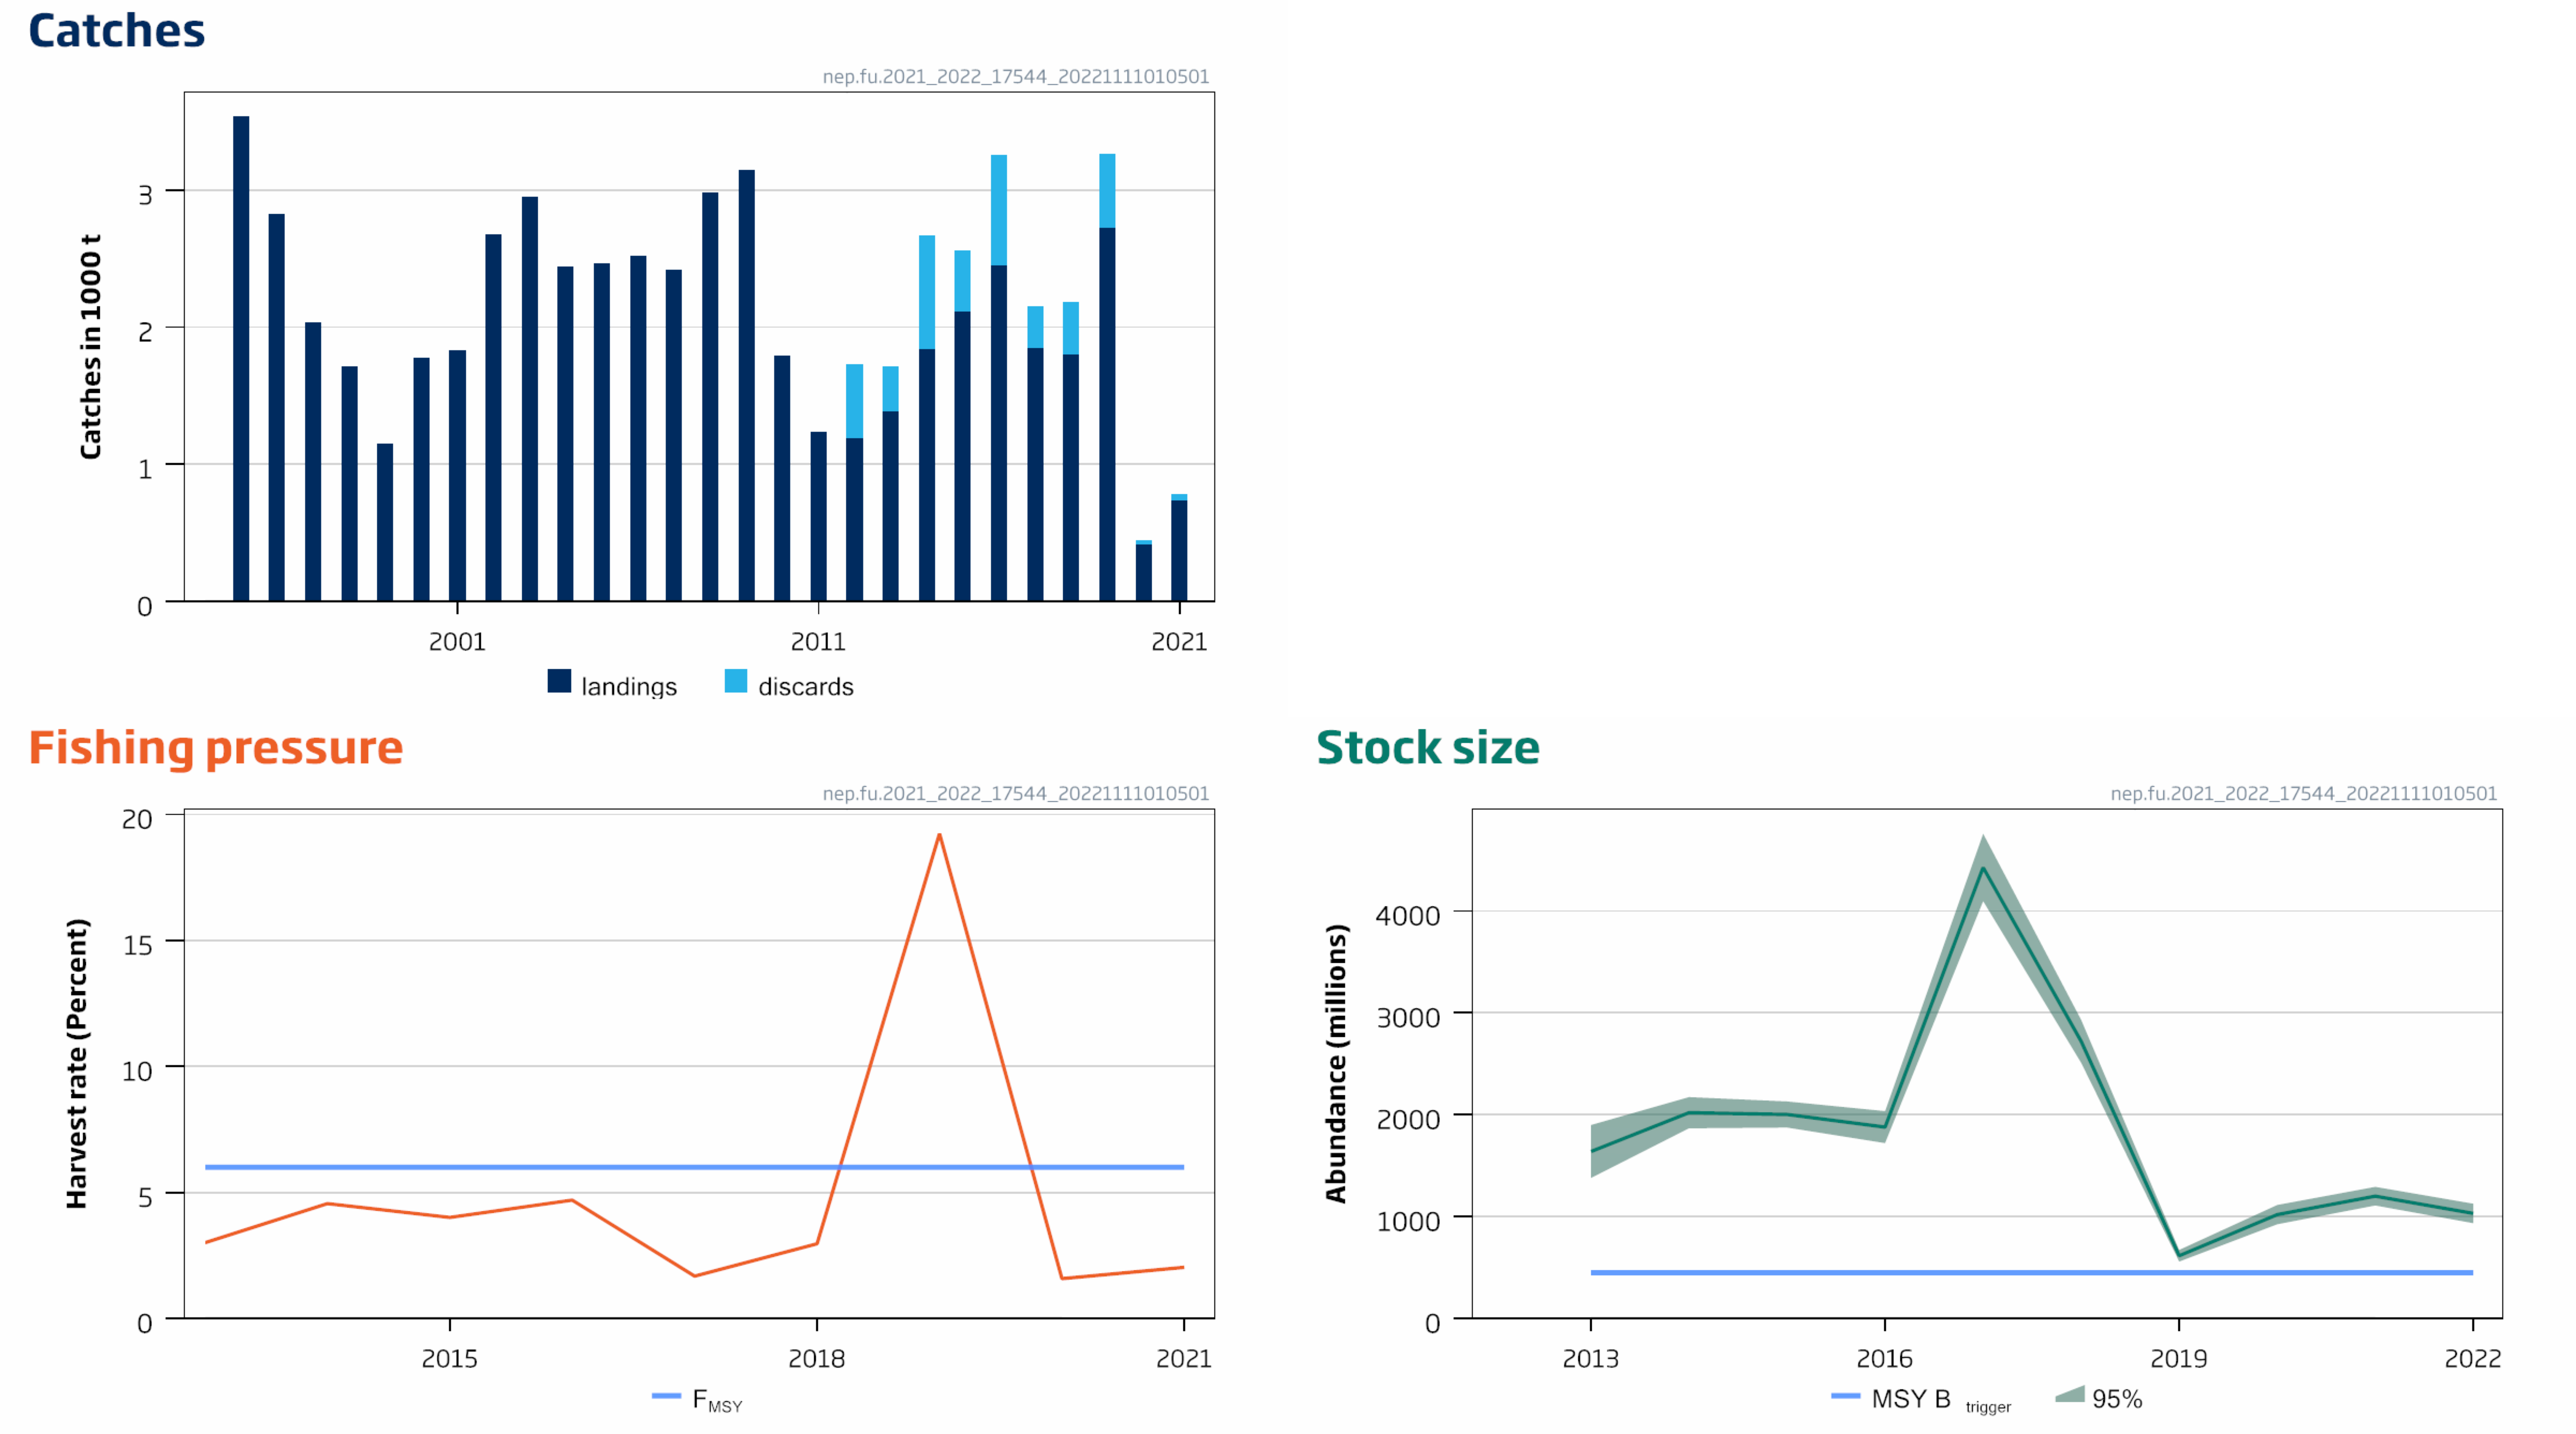 Catches
nep.fu.2021_2022_17544_20221111010501
Catches in 1000 t
3
2
1
0
2001 2011 2021
landings discards
Fishing pressure
nep.fu.2021_2022_17544_20221111010501
Harvest rate (Percent)
20
15
10
5
0
2015 2018 2021
FMSY
Stock size
nep.fu.2021_2022_17544_20221111010501
Abundance (millions)
4000
3000
2000
1000
0
2013 2016 2019 2022
MSY B trigger 95%